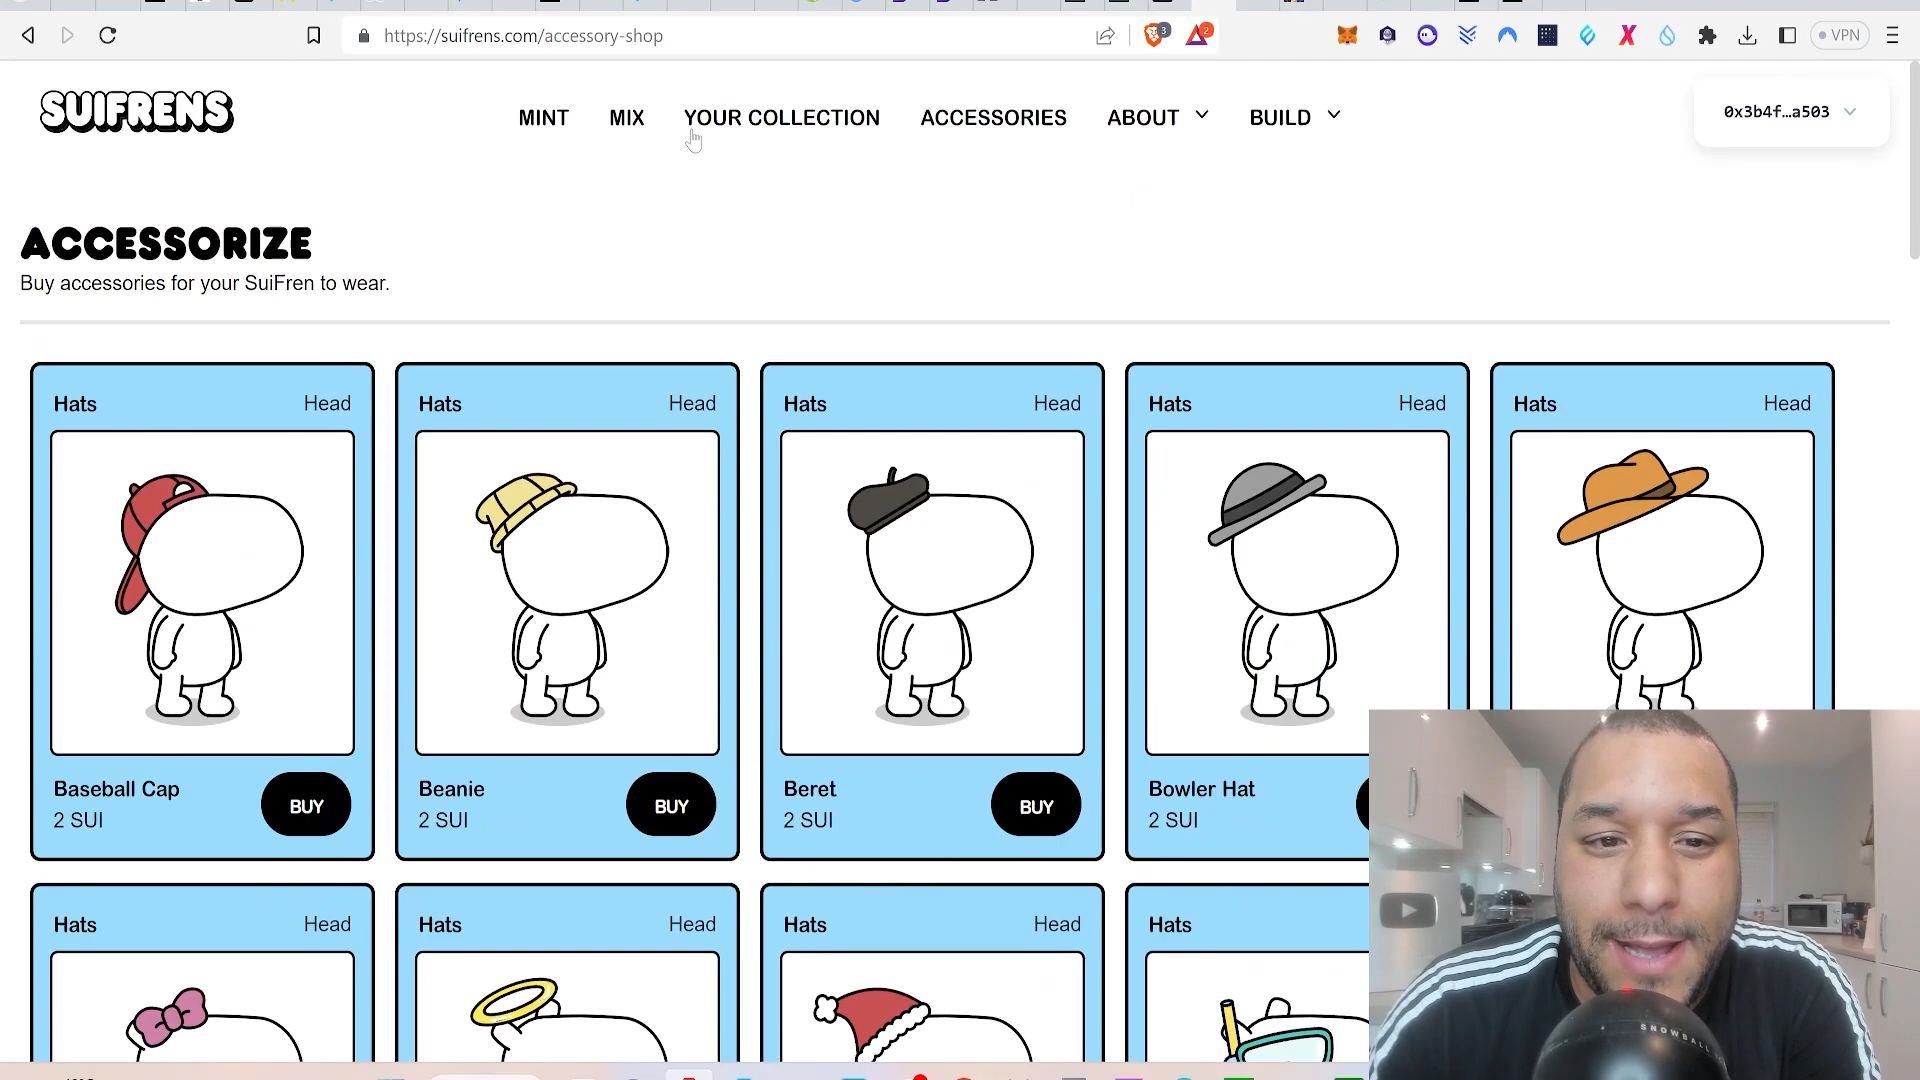 https://suifrens.com/accessory-shop
3
2
VPN
SUIFRENS
MINT
MIX
YOUR COLLECTION
ACCESSORIES
ABOUT
BUILD
0x3b4f…a503
ACCESSORIZE
Buy accessories for your SuiFren to wear.
Hats Head
Hats Head
Hats Head
Hats Head
Hats Head
Baseball Cap
2 SUI
BUY
Beanie
2 SUI
BUY
Beret
2 SUI
BUY
Bowler Hat
2 SUI
Hats Head
Hats Head
Hats Head
Hats
SNOWBALL